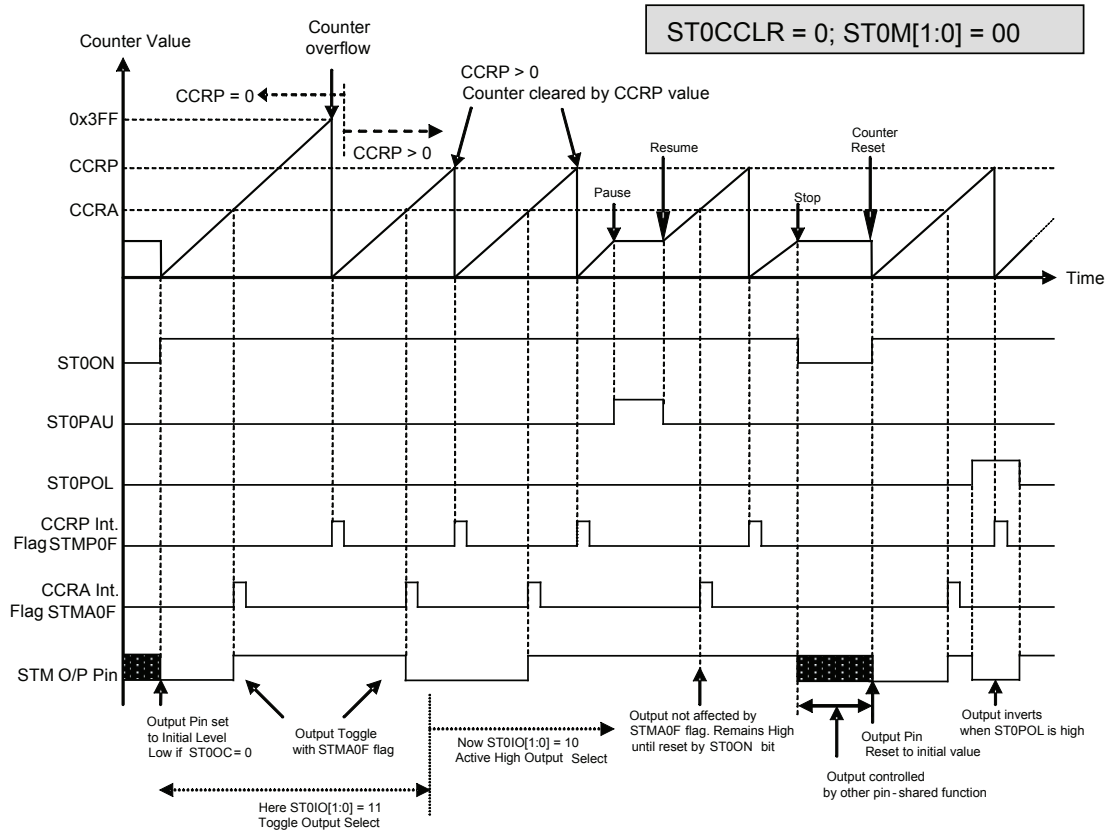 ST0CCLR = 0; ST0M[1:0] = 00
Counter Value
Counter
overflow
CCRP = 0
CCRP > 0
CCRP > 0
Counter cleared by CCRP value
0x3FF
CCRP
CCRA
Pause
Resume
Stop
Counter
Reset
Time
ST0ON
ST0PAU
ST0POL
CCRP Int.
Flag STMP0F
CCRA Int.
Flag STMA0F
STM O/P Pin
Output Pin set
to Initial Level
Low if ST0OC = 0
Output Toggle
with STMA0F flag
Here ST0IO[1:0] = 11
Toggle Output Select
Now ST0IO[1:0] = 10
Active High Output Select
Output not affected by
STMA0F flag. Remains High
until reset by ST0ON bit
Output Pin
Reset to initial value
Output controlled
by other pin-shared function
Output inverts
when ST0POL is high